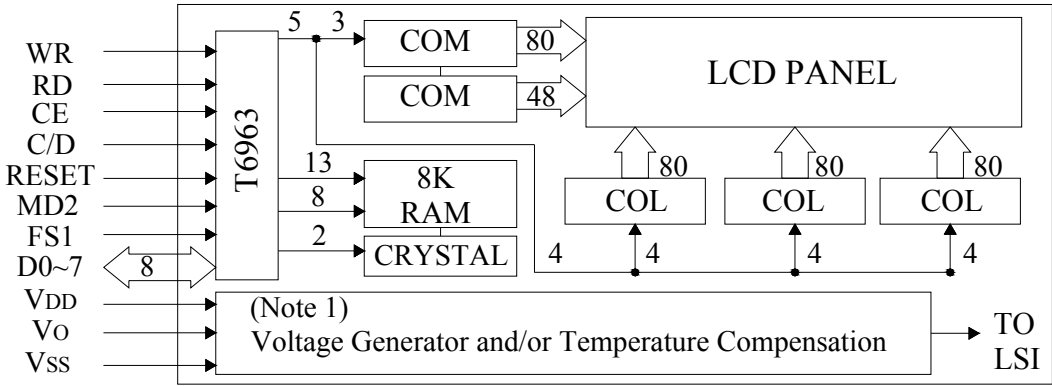 WR
RD
CE
C/D
RESET
MD2
FS1
D0~7
8
VDD
VO
VSS
T6963
5 3
COM
80
COM
48
LCD PANEL
13
8
8K
RAM
2
CRYSTAL
80 80 80
COL COL COL
4 4 4 4
(Note 1)
Voltage Generator and/or Temperature Compensation
TO
LSI